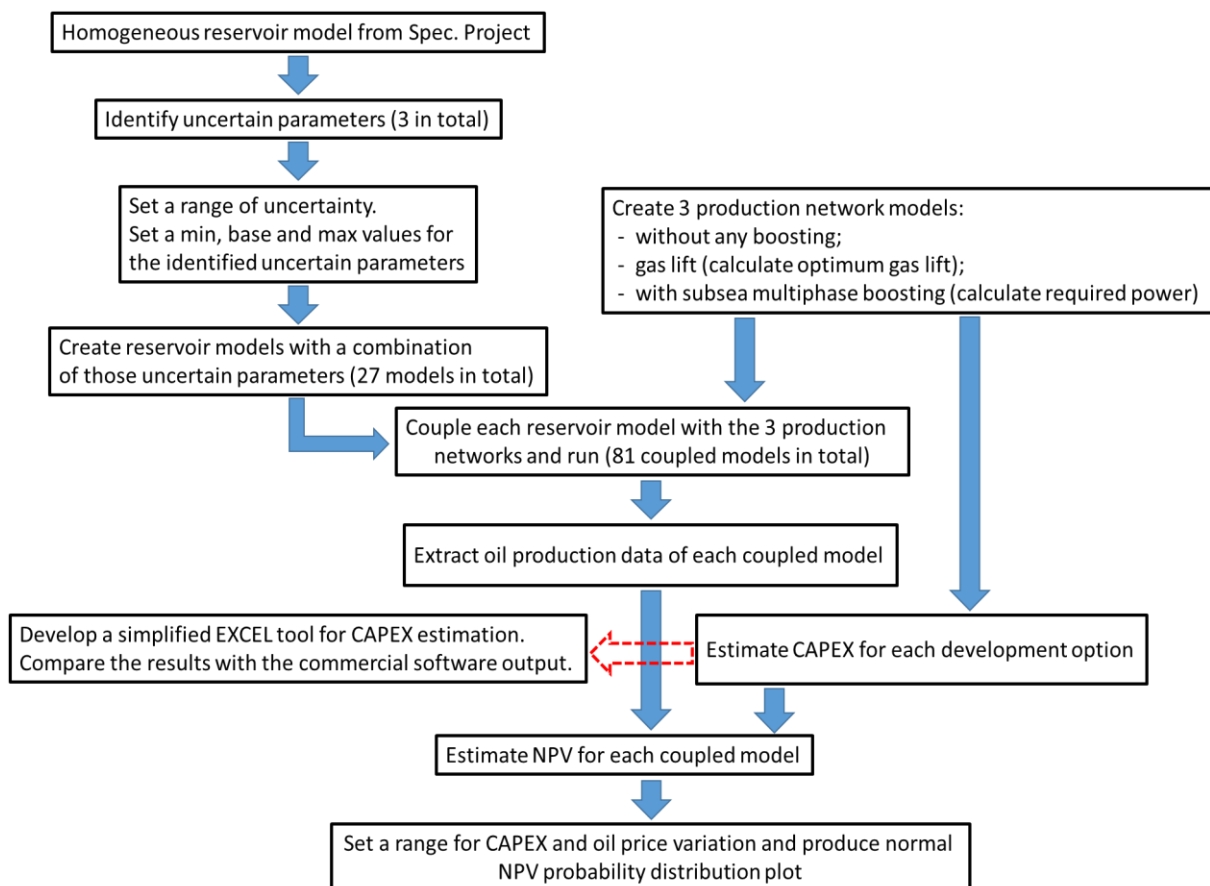 Homogeneous reservoir model from Spec. Project
Identify uncertain parameters (3 in total)
Set a range of uncertainty.
Set a min, base and max values for
the identified uncertain parameters
Create 3 production network models:
- without any boosting;
- gas lift (calculate optimum gas lift);
- with subsea multiphase boosting (calculate required power)
Create reservoir models with a combination
of those uncertain parameters (27 models in total)
Couple each reservoir model with the 3 production
networks and run (81 coupled models in total)
Extract oil production data of each coupled model
Develop a simplified EXCEL tool for CAPEX estimation.
Compare the results with the commercial software output.
Estimate CAPEX for each development option
Estimate NPV for each coupled model
Set a range for CAPEX and oil price variation and produce normal
NPV probability distribution plot